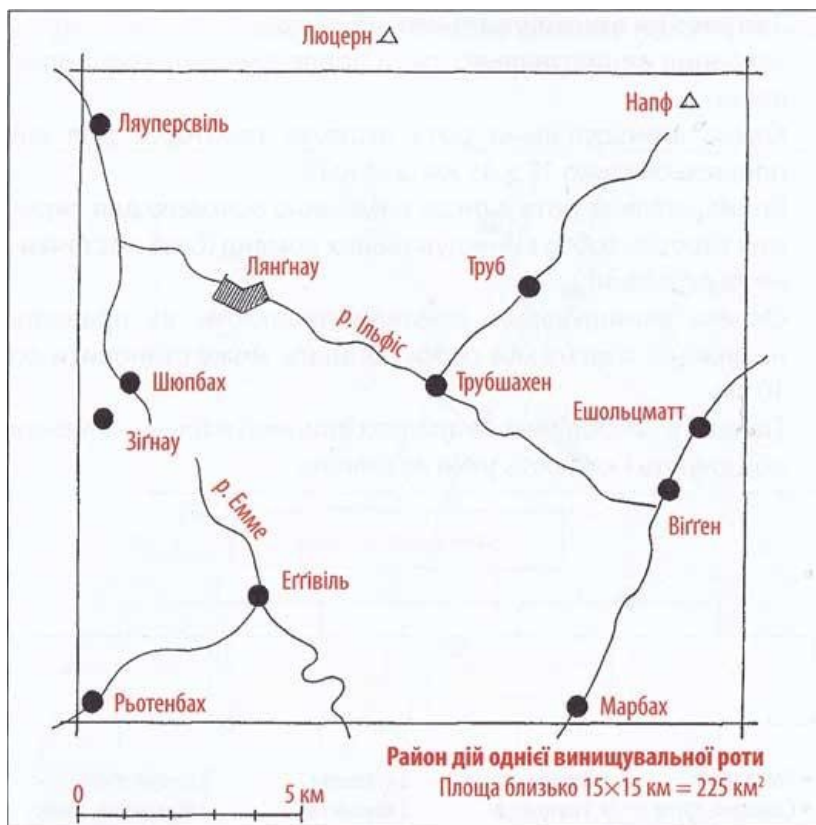 Люцерн
Напф
Ляуперсвіль
Лянґнау
Труб
р. Ільфіс
Шюпбах
Трубшахен
Зіґнау
Ешольцматт
р. Емме
Віґґен
Еґґівіль
Рьотенбах
Марбах
Район дій однієї винищувальної роти
Площа близько 15×15 км = 225 км²
0 5 км